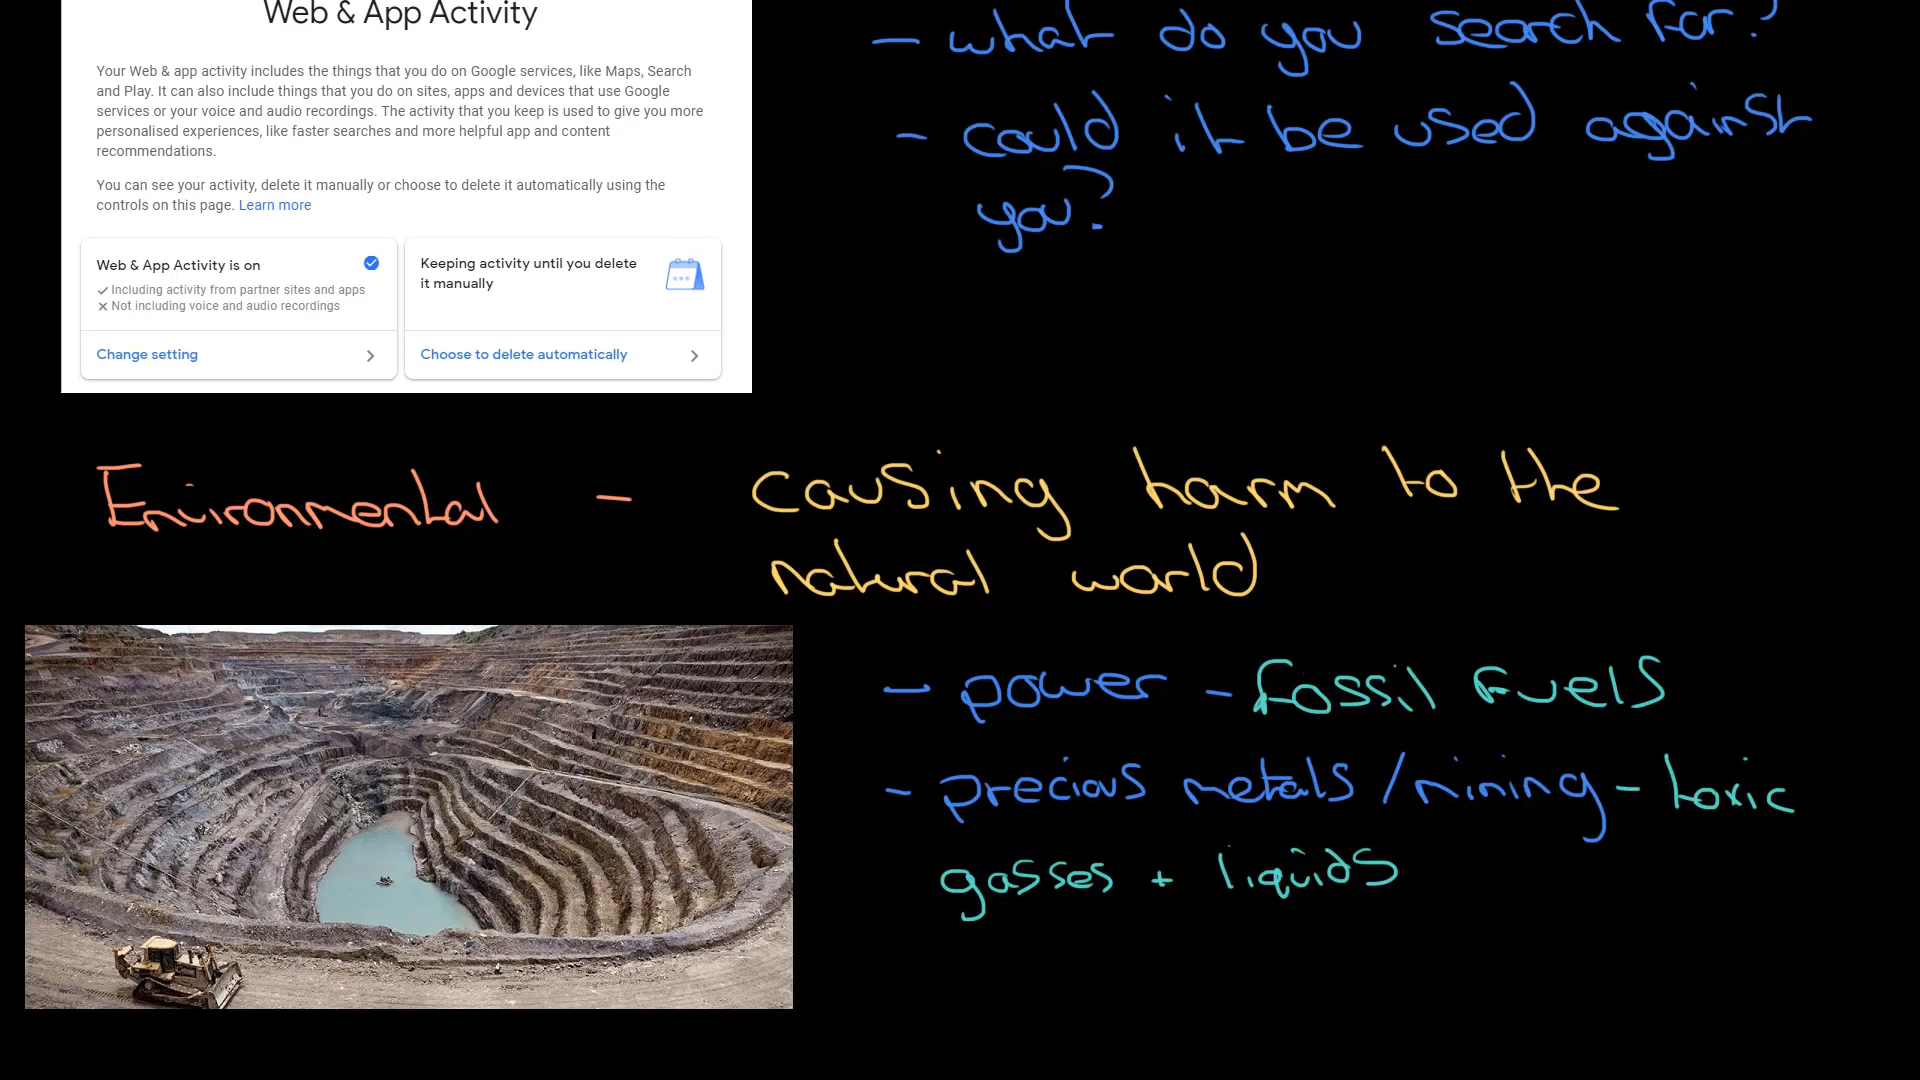 Web & App Activity
Your Web & app activity includes the things that you do on Google services, like Maps, Search
and Play. It can also include things that you do on sites, apps and devices that use Google
services or your voice and audio recordings. The activity that you keep is used to give you more
personalised experiences, like faster searches and more helpful app and content
recommendations.
You can see your activity, delete it manually or choose to delete it automatically using the
controls on this page. Learn more
Web & App Activity is on
✓ Including activity from partner sites and apps
✕ Not including voice and audio recordings
Change setting
Keeping activity until you delete
it manually
Choose to delete automatically
- what do you search for?
- could it be used against
you?
Enironmental - causing harm to the
natural world
- power - Fossil Fuels
- precious metals / mining - toxic
gasses + liquids